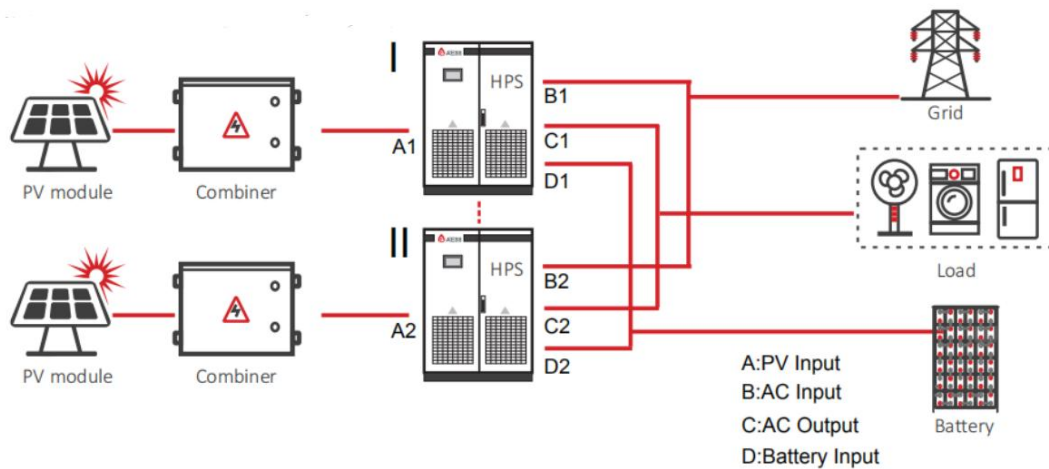 I
HPS
B1
Grid
A1
C1
PV module
Combiner
D1
II
HPS
B2
Load
A2
C2
PV module
Combiner
D2
A:PV Input
B:AC Input
C:AC Output
Battery
D:Battery Input